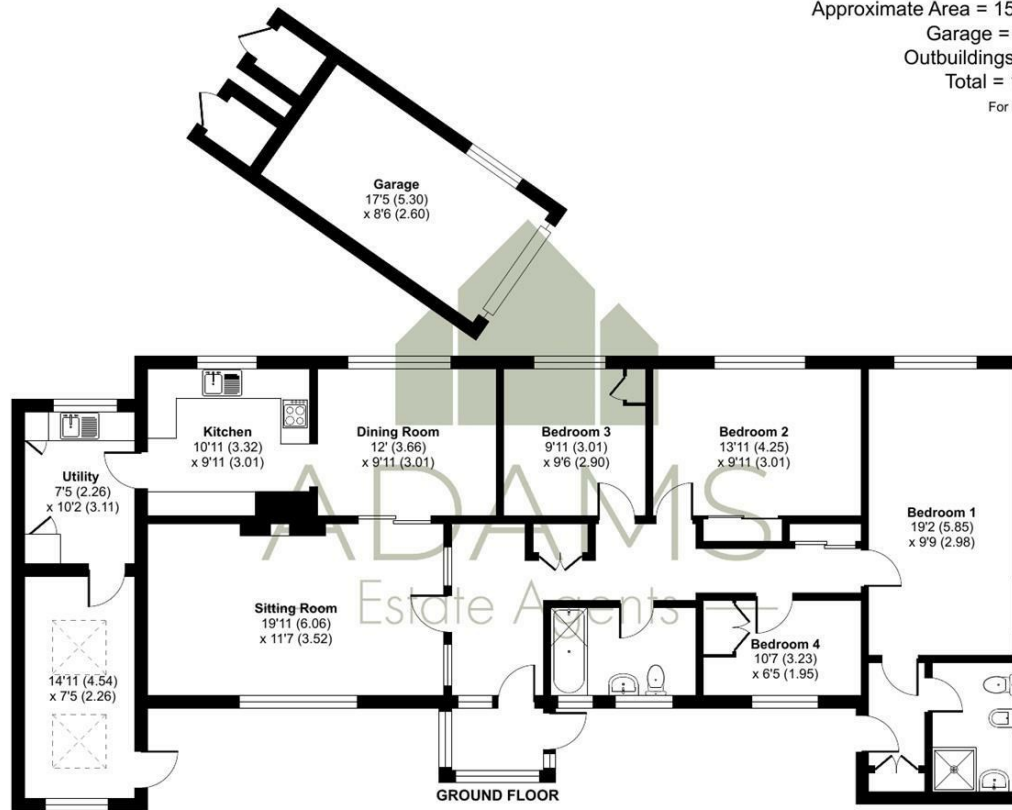 Approximate Area = 15
Garage =
Outbuildings
Total =
For
Garage
17'5 (5.30)
x 8'6 (2.60)
Kitchen
10'11 (3.32)
x 9'11 (3.01)
Dining Room
12' (3.66)
x 9'11 (3.01)
Bedroom 3
9'11 (3.01)
x 9'6 (2.90)
Bedroom 2
13'11 (4.25)
x 9'11 (3.01)
Utility
7'5 (2.26)
x 10'2 (3.11)
Bedroom 1
19'2 (5.85)
x 9'9 (2.98)
ADAMS
Estate Agents
Sitting Room
19'11 (6.06)
x 11'7 (3.52)
Bedroom 4
10'7 (3.23)
x 6'5 (1.95)
14'11 (4.54)
x 7'5 (2.26)
GROUND FLOOR